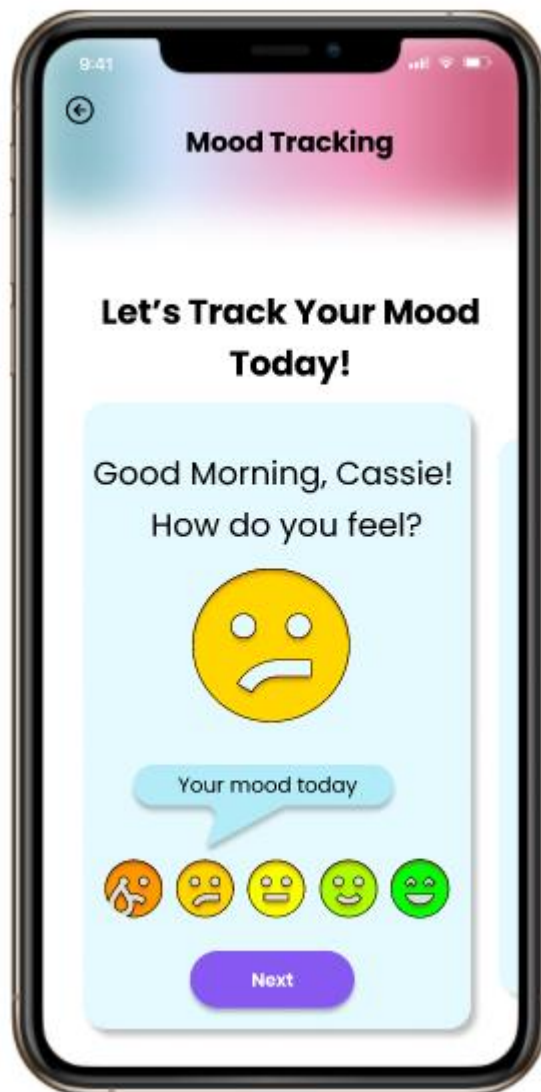 9:41
Mood Tracking
Let’s Track Your Mood
Today!
Good Morning, Cassie!
How do you feel?
Your mood today
Next